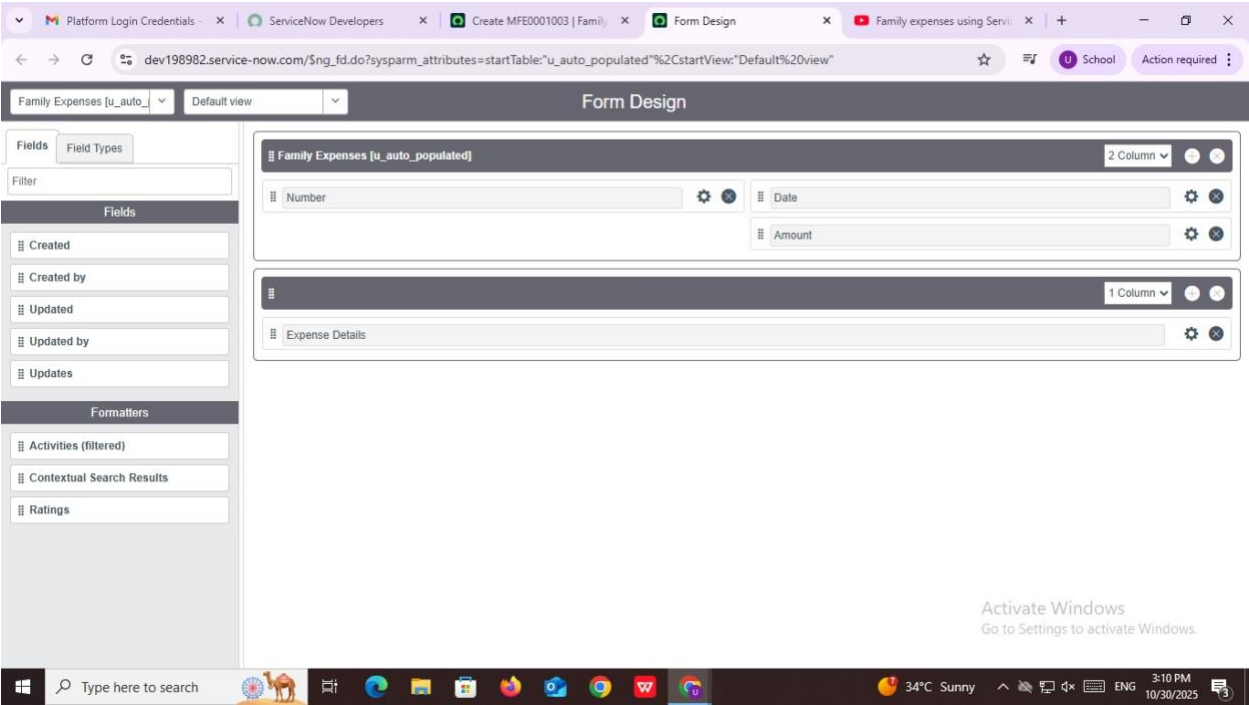 Platform Login Credentials -
ServiceNow Developers
Create MFE0001003 | Family
Form Design
Family expenses using Servi
dev198982.service-now.com/$ng_fd.do?sysparm_attributes=startTable:"u_auto_populated"%2CstartView:"Default%20view"
U School
Action required
Family Expenses [u_auto_
Default view
Form Design
Fields
Field Types
Filter
Fields
Created
Created by
Updated
Updated by
Updates
Formatters
Activities (filtered)
Contextual Search Results
Ratings
Family Expenses [u_auto_populated]
2 Column
Number
Date
Amount
1 Column
Expense Details
Activate Windows
Go to Settings to activate Windows.
Type here to search
34°C Sunny
ENG
3:10 PM
10/30/2025
3